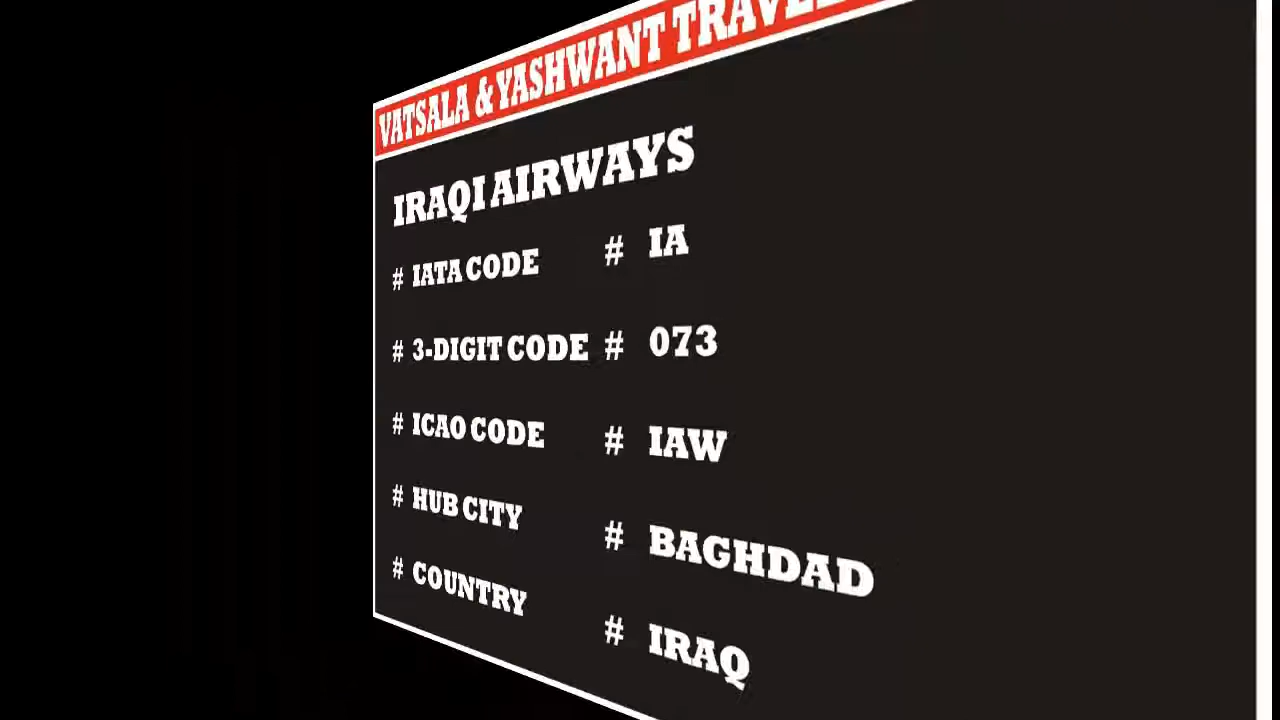 VATSALA & YASHWANT TRAVEL
IRAQI AIRWAYS
# IATA CODE # IA
# 3-DIGIT CODE # 073
# ICAO CODE # IAW
# HUB CITY # BAGHDAD
# COUNTRY # IRAQ